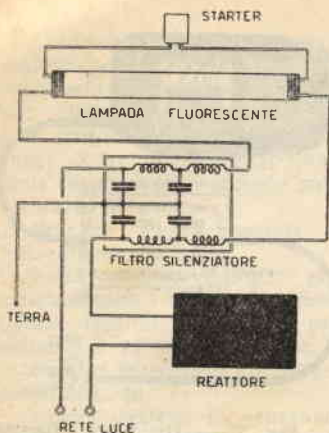 STARTER
LAMPADA FLUORESCENTE
FILTRO SILENZIATORE
TERRA
REATTORE
RETE LUCE